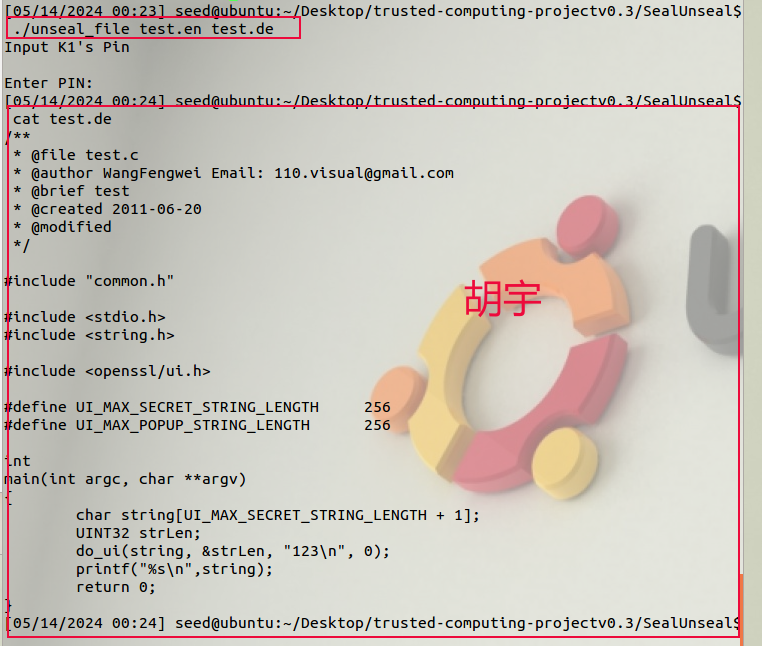 [05/14/2024 00:23] seed@ubuntu:~/Desktop/trusted-computing-projectv0.3/SealUnseal$
./unseal_file test.en test.de
Input K1's Pin
Enter PIN:
[05/14/2024 00:24] seed@ubuntu:~/Desktop/trusted-computing-projectv0.3/SealUnseal$
cat test.de
/**
 * @file test.c
 * @author WangFengwei Email: 110.visual@gmail.com
 * @brief test
 * @created 2011-06-20
 * @modified
 */
#include "common.h"
胡宇
#include <stdio.h>
#include <string.h>
#include <openssl/ui.h>
#define UI_MAX_SECRET_STRING_LENGTH     256
#define UI_MAX_POPUP_STRING_LENGTH      256
int
main(int argc, char **argv)
{
        char string[UI_MAX_SECRET_STRING_LENGTH + 1];
        UINT32 strLen;
        do_ui(string, &strLen, "123\n", 0);
        printf("%s\n",string);
        return 0;
}
[05/14/2024 00:24] seed@ubuntu:~/Desktop/trusted-computing-projectv0.3/SealUnseal$